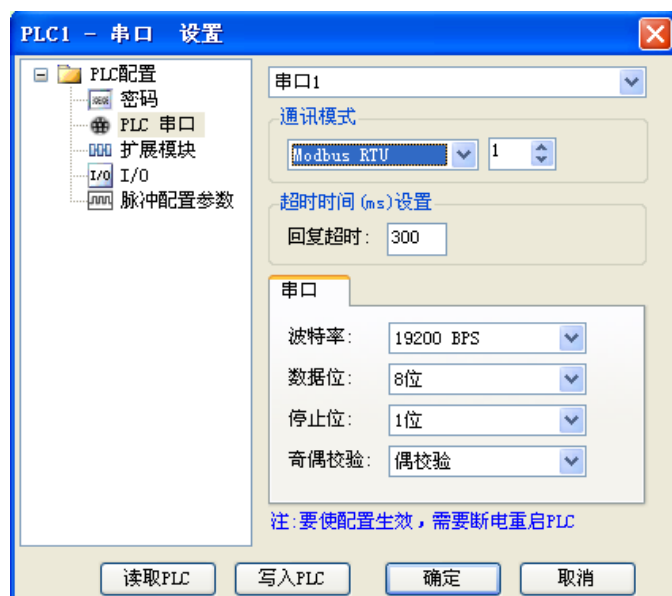 PLC1 - 串口 设置
PLC配置
密码
PLC 串口
扩展模块
I/O I/O
脉冲配置参数
串口1
通讯模式
Modbus RTU 1
超时时间(ms)设置
回复超时: 300
串口
波特率: 19200 BPS
数据位: 8位
停止位: 1位
奇偶校验: 偶校验
注:要使配置生效，需要断电重启PLC
读取PLC 写入PLC 确定 取消